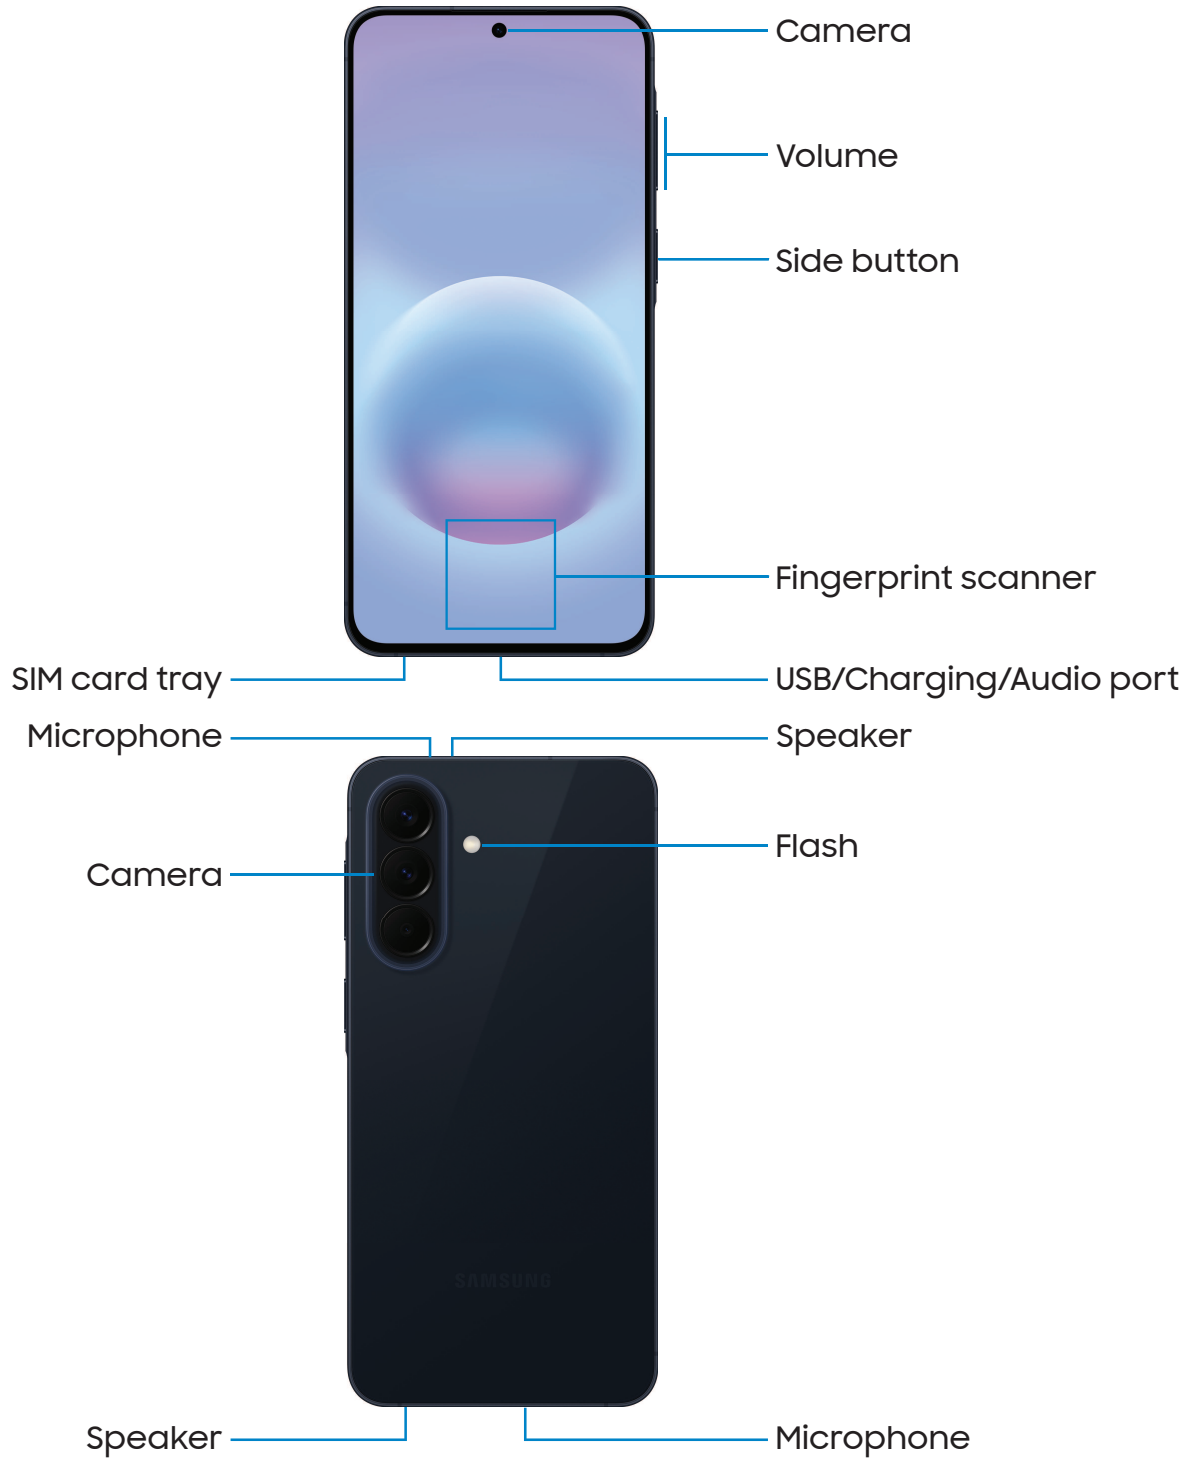 Camera
Volume
Side button
Fingerprint scanner
SIM card tray
USB/Charging/Audio port
Microphone
Speaker
Flash
Camera
SAMSUNG
Speaker
Microphone